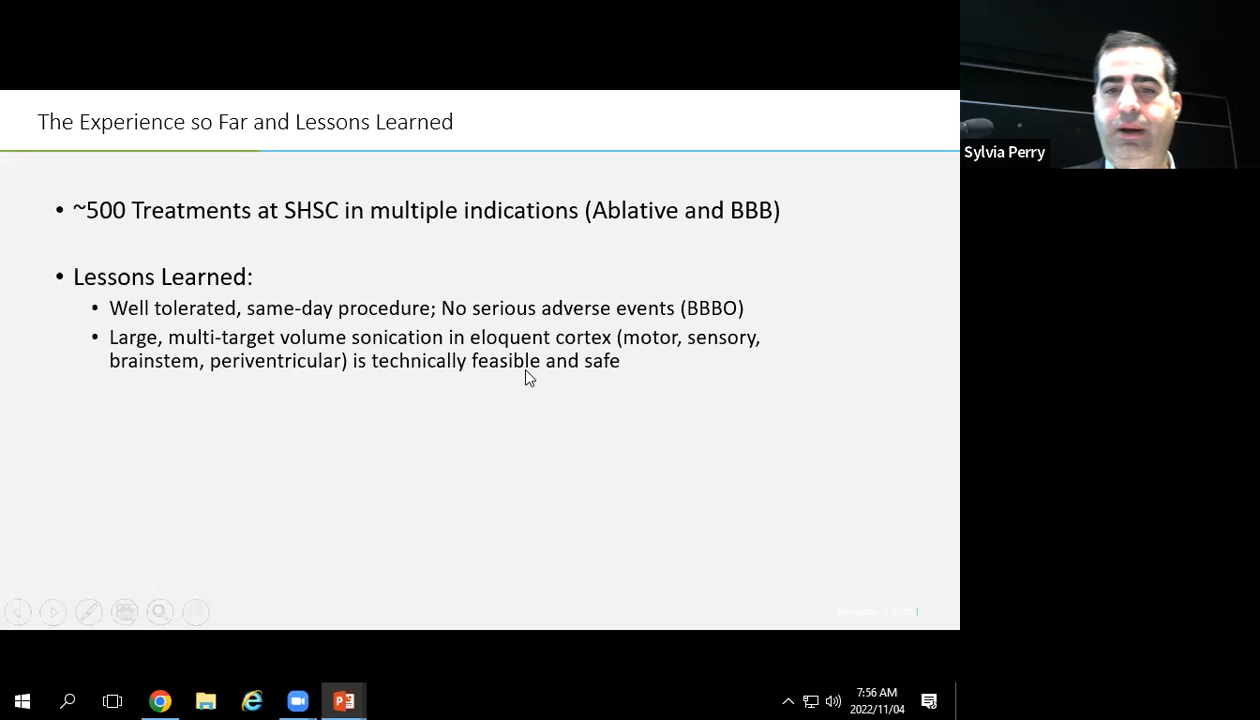 The Experience so Far and Lessons Learned
• ~500 Treatments at SHSC in multiple indications (Ablative and BBB)
• Lessons Learned:
• Well tolerated, same-day procedure; No serious adverse events (BBBO)
• Large, multi-target volume sonication in eloquent cortex (motor, sensory,
brainstem, periventricular) is technically feasible and safe
Sylvia Perry
7:56 AM
2022/11/04